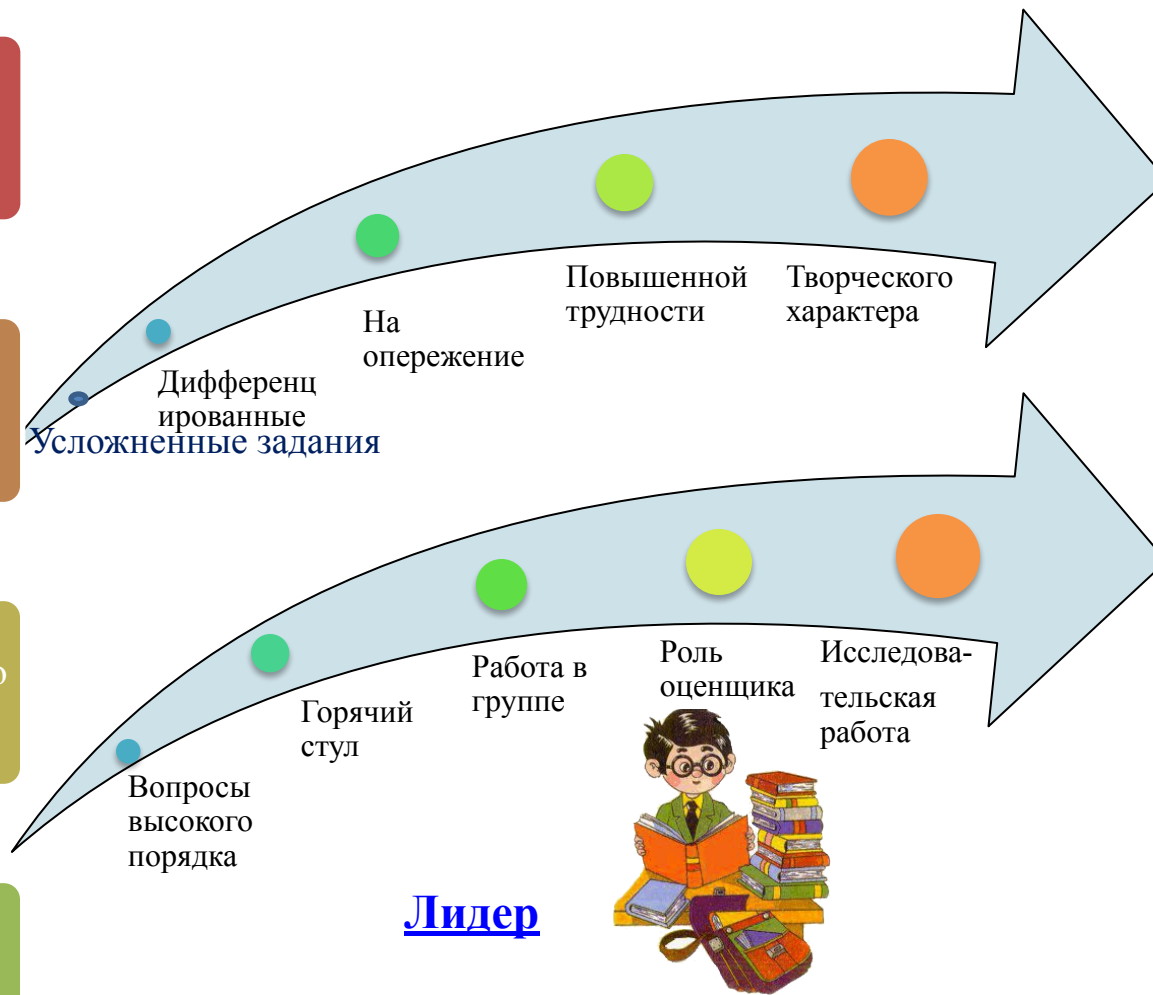 Повышенной
трудности
Творческого
характера
На
опережение
Дифференц
ированные
Усложненные задания
Исследова-
тельская
работа
Роль
оценщика
Работа в
группе
Горячий
стул
Вопросы
высокого
порядка
Лидер